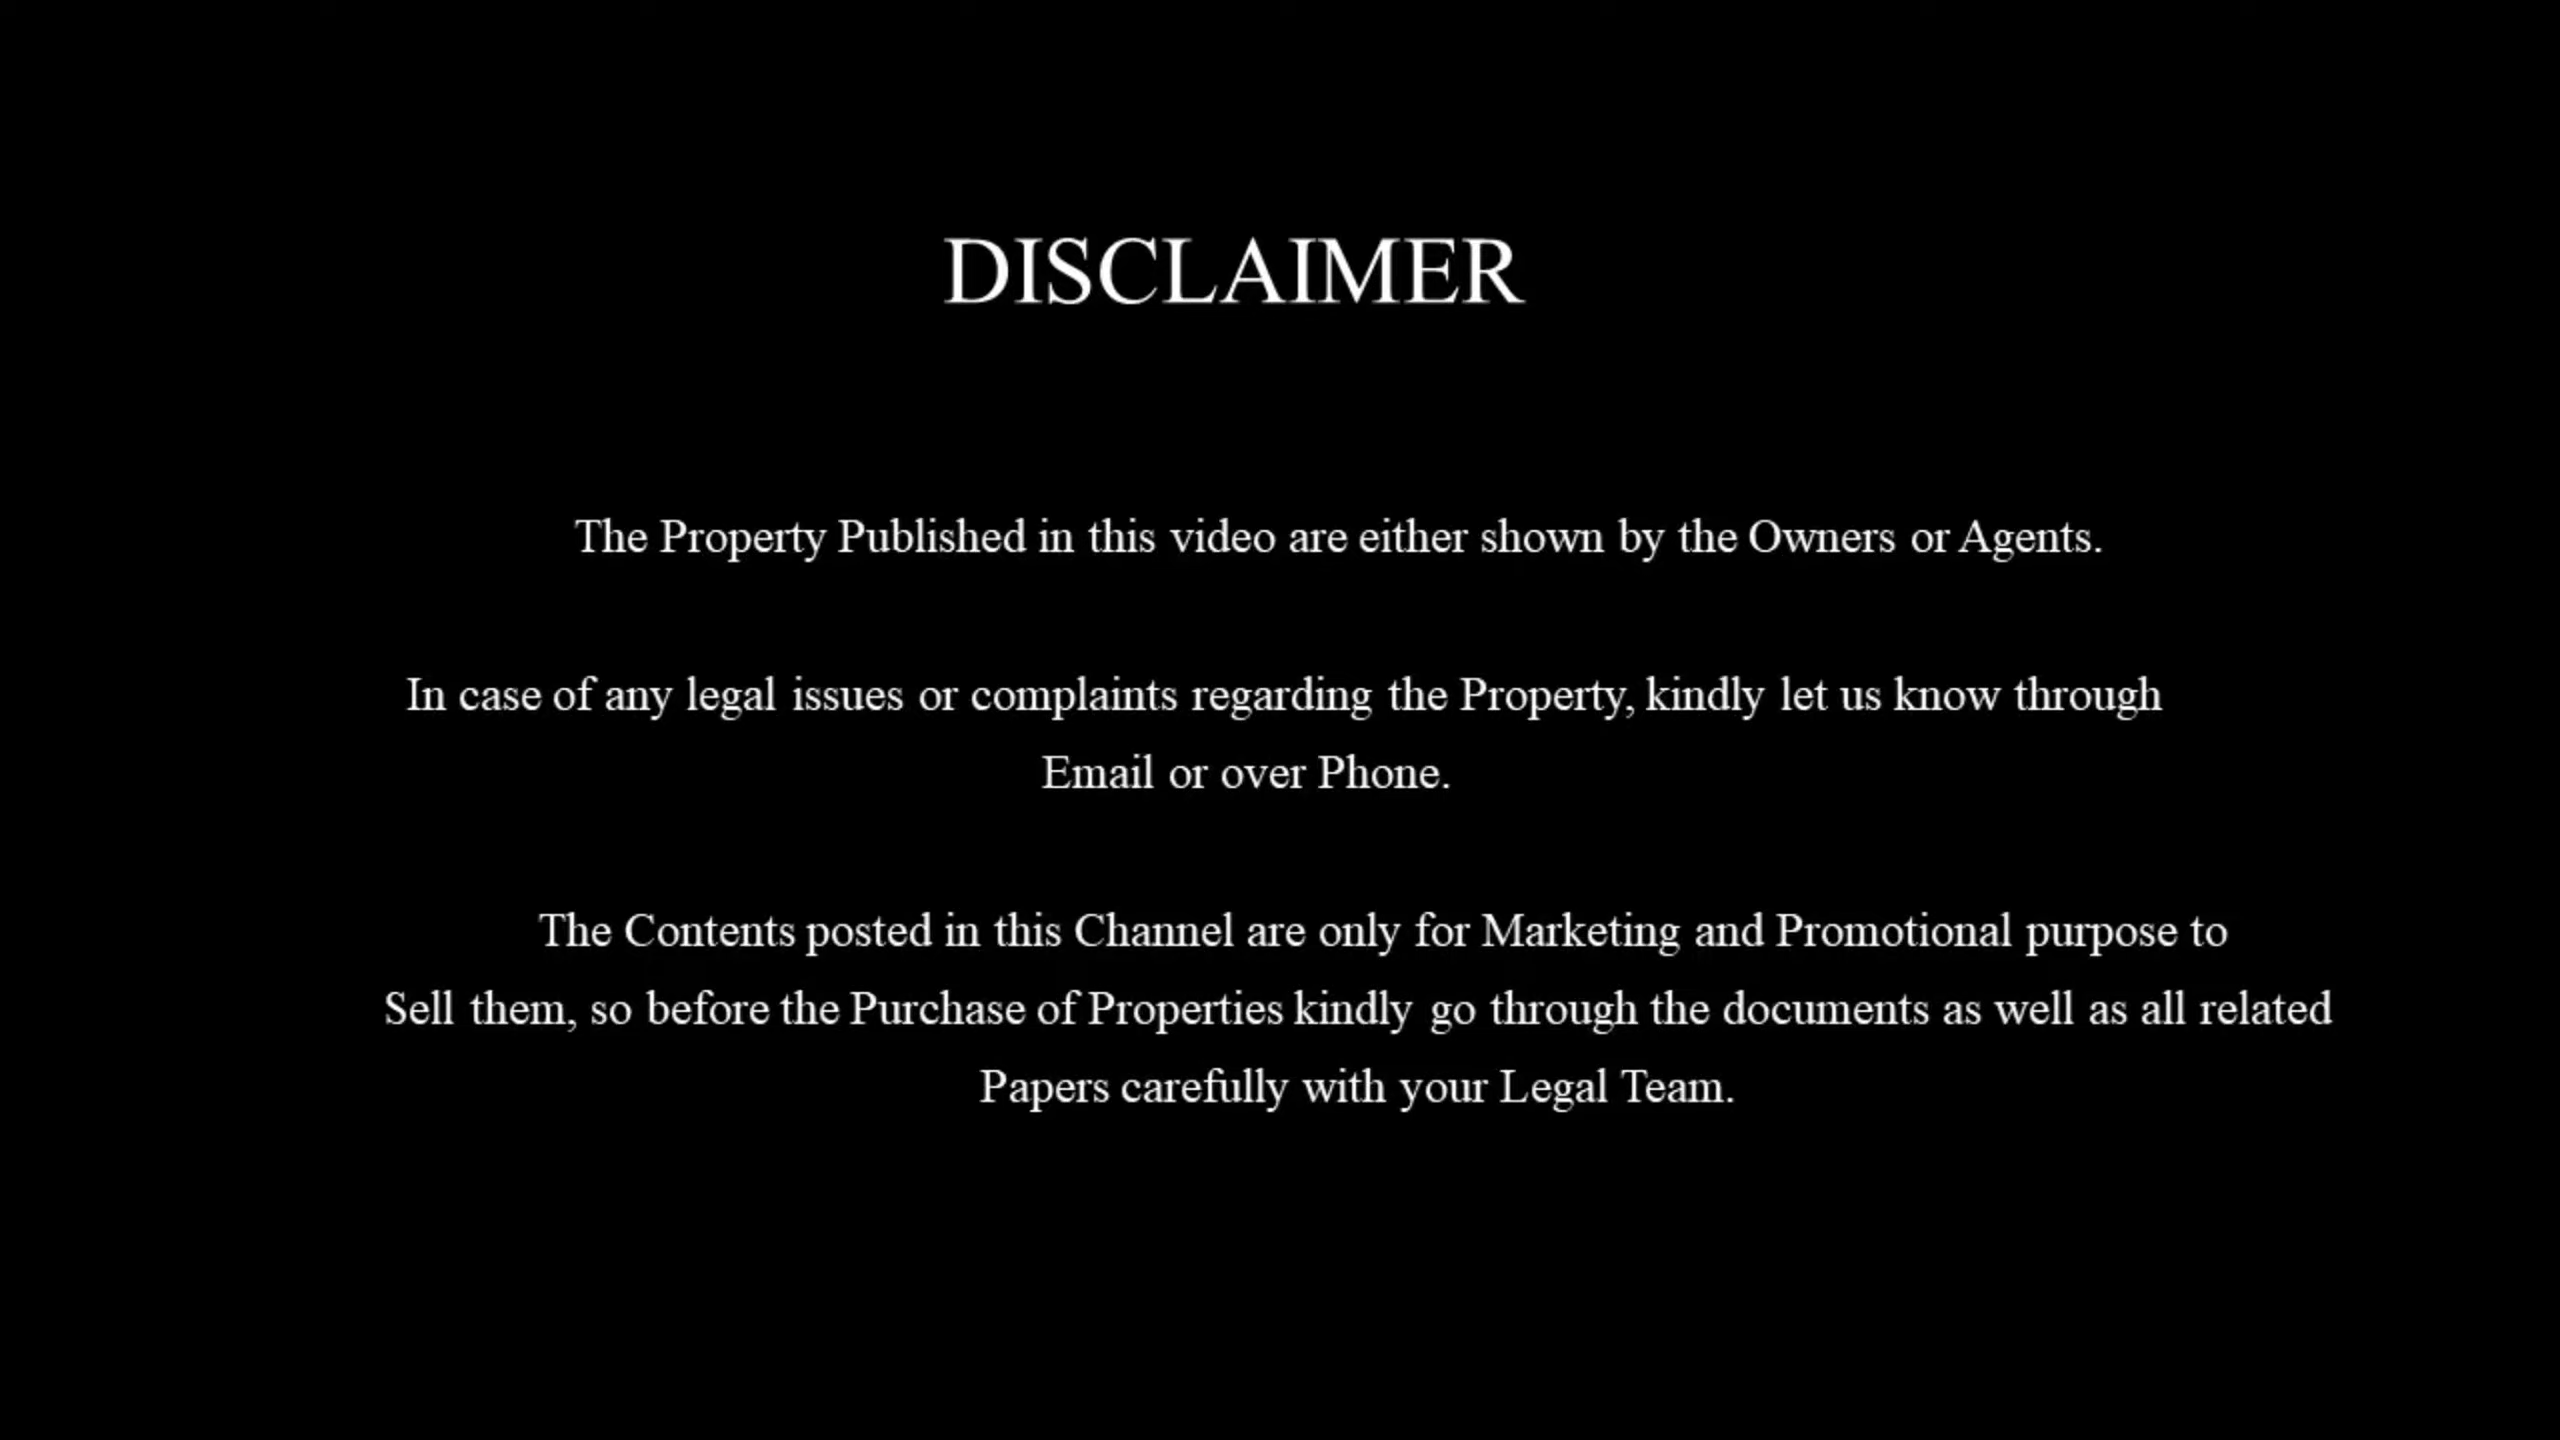 DISCLAIMER
The Property Published in this video are either shown by the Owners or Agents.
In case of any legal issues or complaints regarding the Property, kindly let us know through
Email or over Phone.
The Contents posted in this Channel are only for Marketing and Promotional purpose to
Sell them, so before the Purchase of Properties kindly go through the documents as well as all related
Papers carefully with your Legal Team.